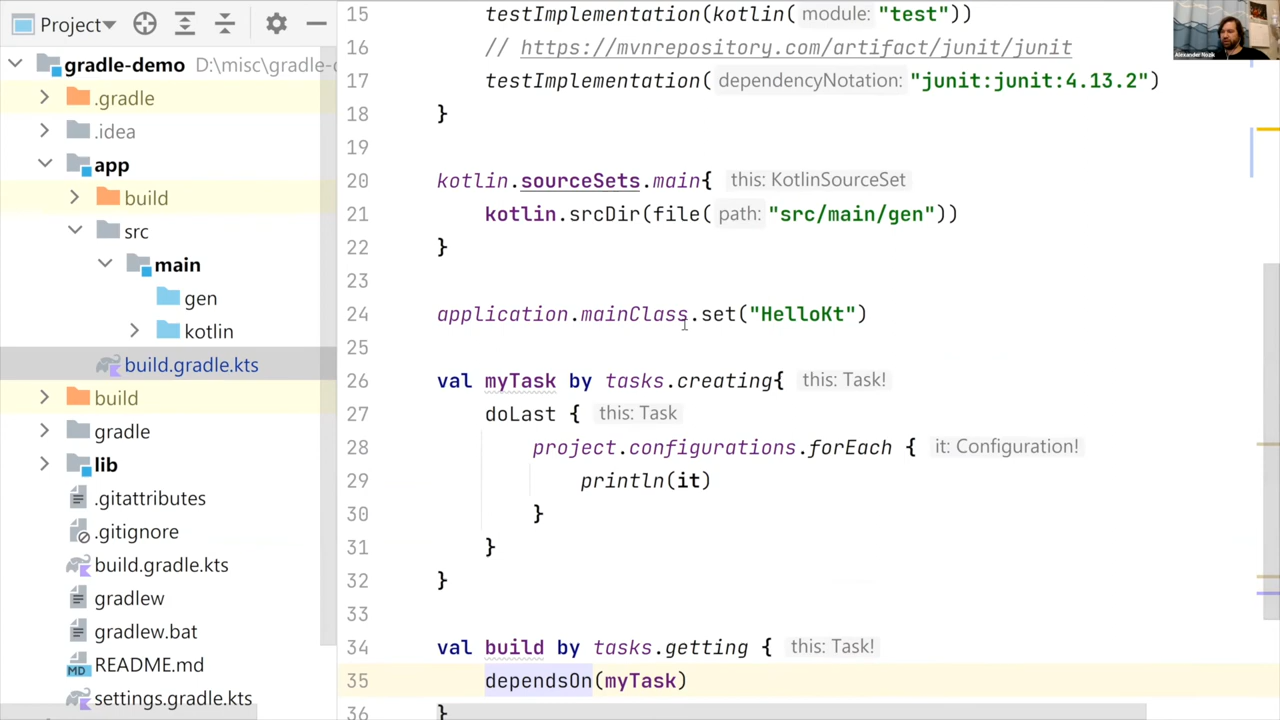 Project
gradle-demo D:\misc\gradle-
.gradle
.idea
app
build
src
main
gen
kotlin
build.gradle.kts
build
gradle
lib
.gitattributes
.gitignore
build.gradle.kts
gradlew
gradlew.bat
README.md
settings.gradle.kts
15 testImplementation(kotlin( module: "test"))
16 // https://mvnrepository.com/artifact/junit/junit
17 testImplementation( dependencyNotation: "junit:junit:4.13.2")
18 }
19
20 kotlin.sourceSets.main{ this: KotlinSourceSet
21 kotlin.srcDir(file( path: "src/main/gen"))
22 }
23
24 application.mainClass.set("HelloKt")
25
26 val myTask by tasks.creating{ this: Task!
27 doLast { this: Task
28 project.configurations.forEach { it: Configuration!
29 println(it)
30 }
31 }
32 }
33
34 val build by tasks.getting { this: Task!
35 dependsOn(myTask)
36 }
Alexander Nozik